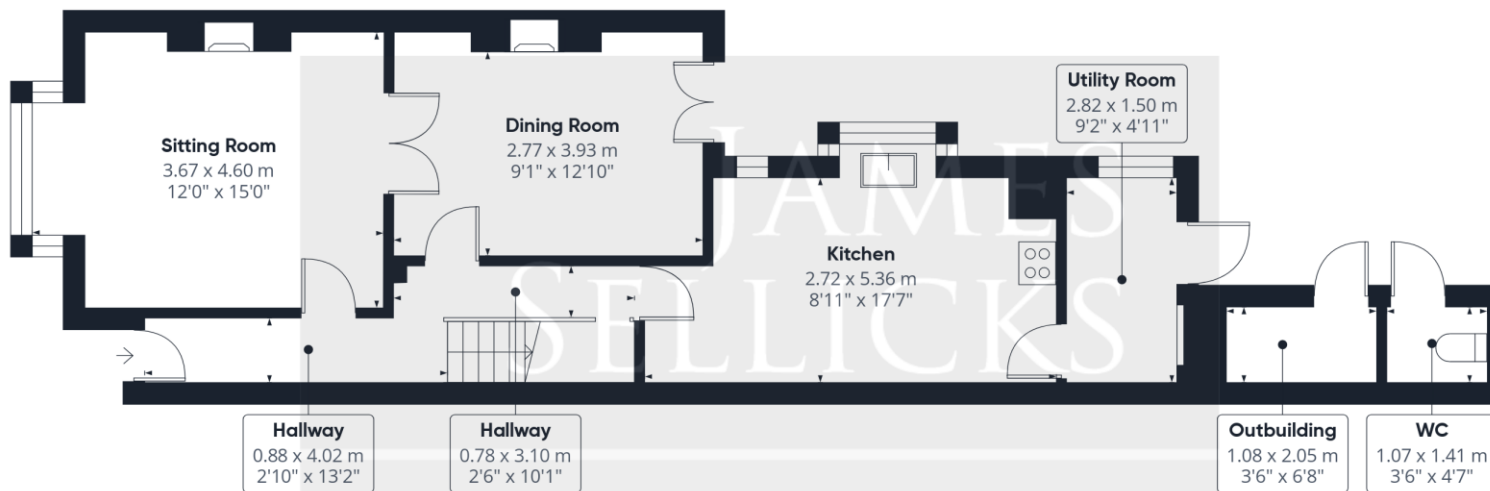 Sitting Room
3.67 x 4.60 m
12'0" x 15'0"
Dining Room
2.77 x 3.93 m
9'1" x 12'10"
Utility Room
2.82 x 1.50 m
9'2" x 4'11"
Kitchen
2.72 x 5.36 m
8'11" x 17'7"
JAMES
SELLICKS
Hallway
0.88 x 4.02 m
2'10" x 13'2"
Hallway
0.78 x 3.10 m
2'6" x 10'1"
Outbuilding
1.08 x 2.05 m
3'6" x 6'8"
WC
1.07 x 1.41 m
3'6" x 4'7"